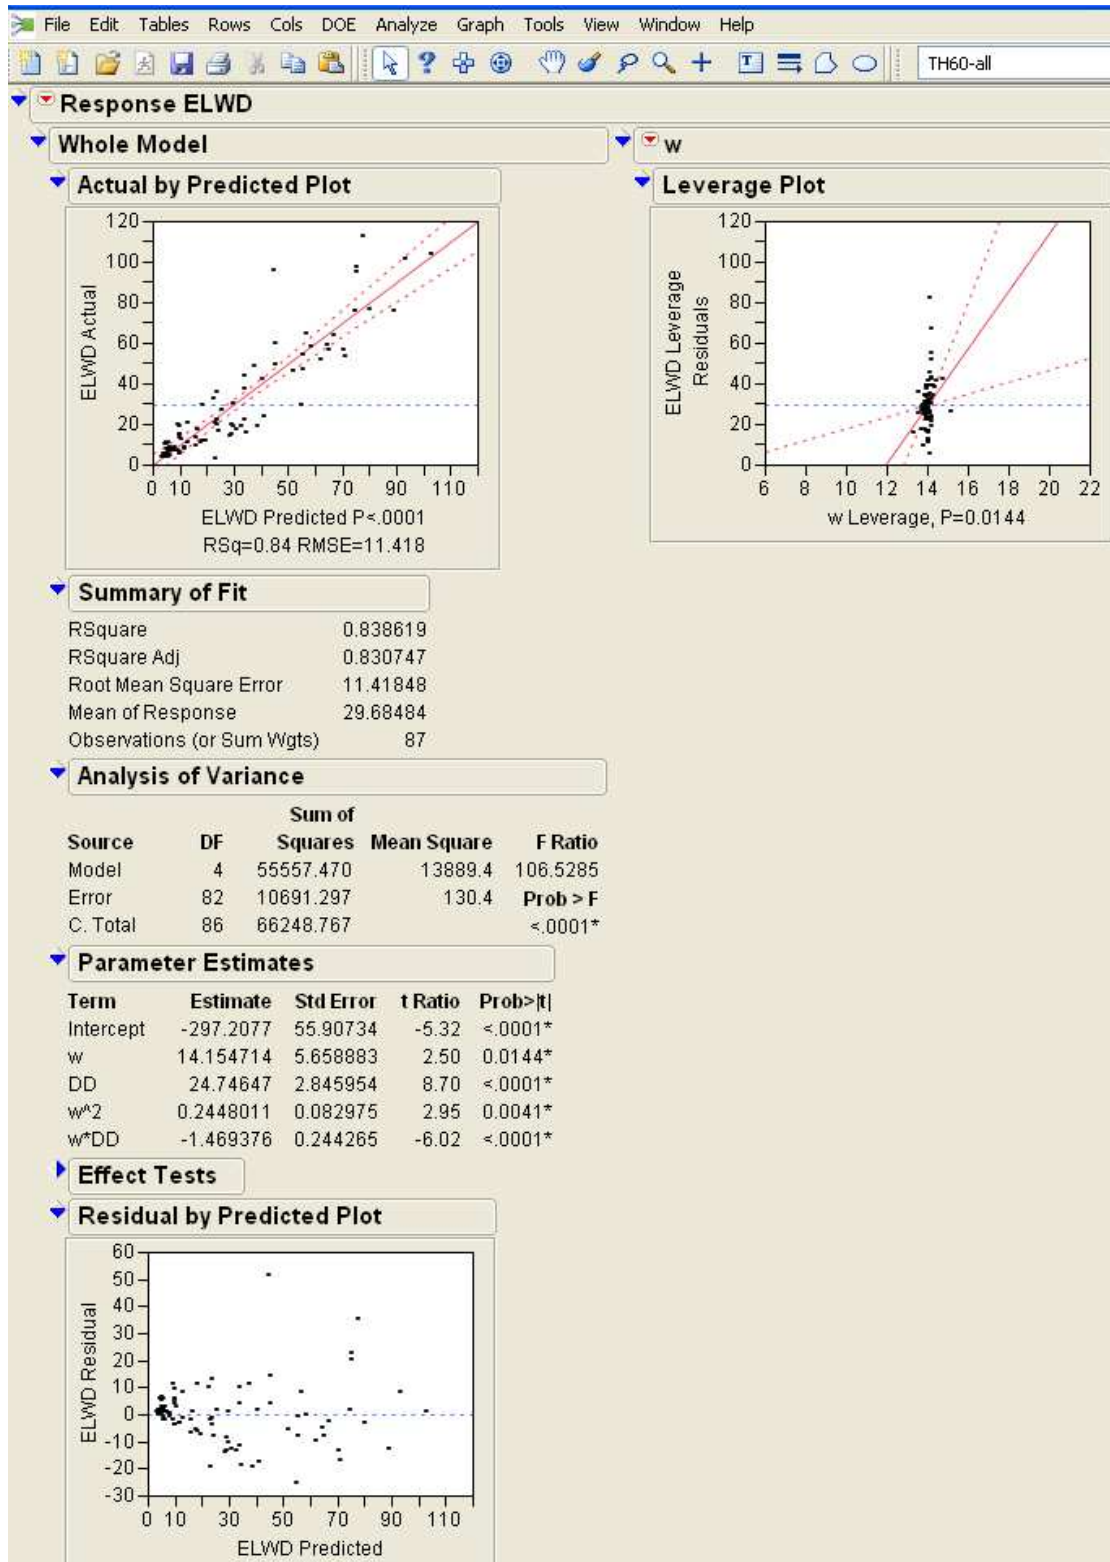 File Edit Tables Rows Cols DOE Analyze Graph Tools View Window Help
TH60-all
Response ELWD
Whole Model
Actual by Predicted Plot
120
100
80
60
40
20
0
ELWD Actual
0 10 30 50 70 90 110
ELWD Predicted P<.0001
RSq=0.84 RMSE=11.418
w
Leverage Plot
120
100
80
60
40
20
0
ELWD Leverage
Residuals
6 8 10 12 14 16 18 20 22
w Leverage, P=0.0144
Summary of Fit
RSquare 0.838619
RSquare Adj 0.830747
Root Mean Square Error 11.41848
Mean of Response 29.68484
Observations (or Sum Wgts) 87
Analysis of Variance
Sum of
Source DF Squares Mean Square F Ratio
Model 4 55557.470 13889.4 106.5285
Error 82 10691.297 130.4 Prob > F
C. Total 86 66248.767 <.0001*
Parameter Estimates
Term Estimate Std Error t Ratio Prob>|t|
Intercept -297.2077 55.90734 -5.32 <.0001*
w 14.154714 5.658883 2.50 0.0144*
DD 24.74647 2.845954 8.70 <.0001*
w^2 0.2448011 0.082975 2.95 0.0041*
w*DD -1.469376 0.244265 -6.02 <.0001*
Effect Tests
Residual by Predicted Plot
60
50
40
30
20
10
0
-10
-20
-30
ELWD Residual
0 10 30 50 70 90 110
ELWD Predicted